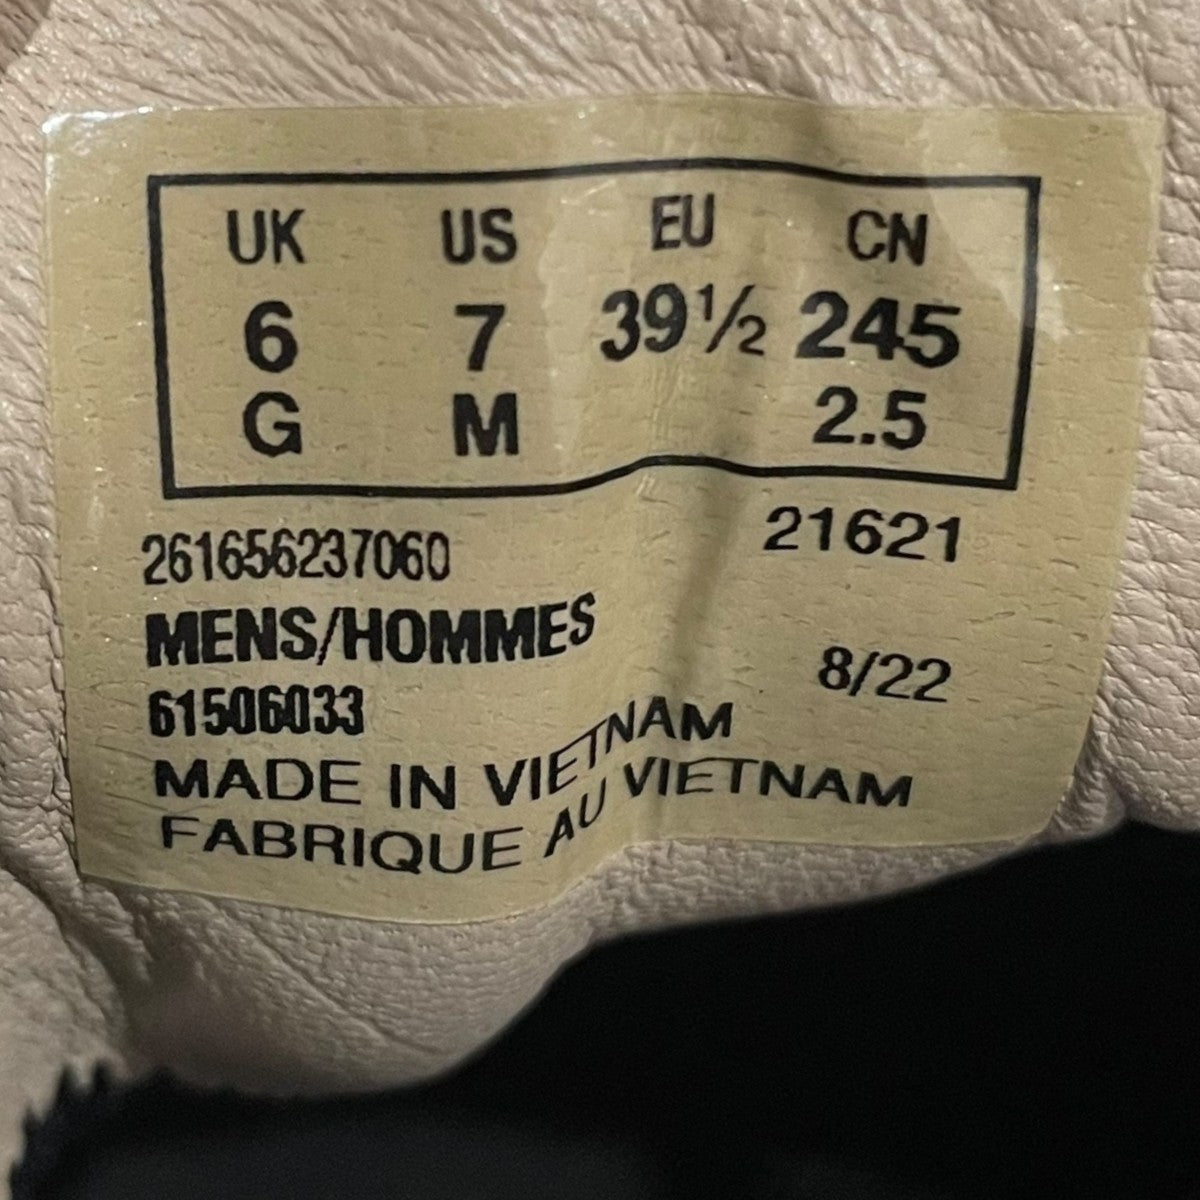 UK US EU CN
6 7 39½ 245
G M 2.5
261656237060 21621
MENS/HOMMES
8/22
61506033
MADE IN VIETNAM
FABRIQUE AU VIETNAM